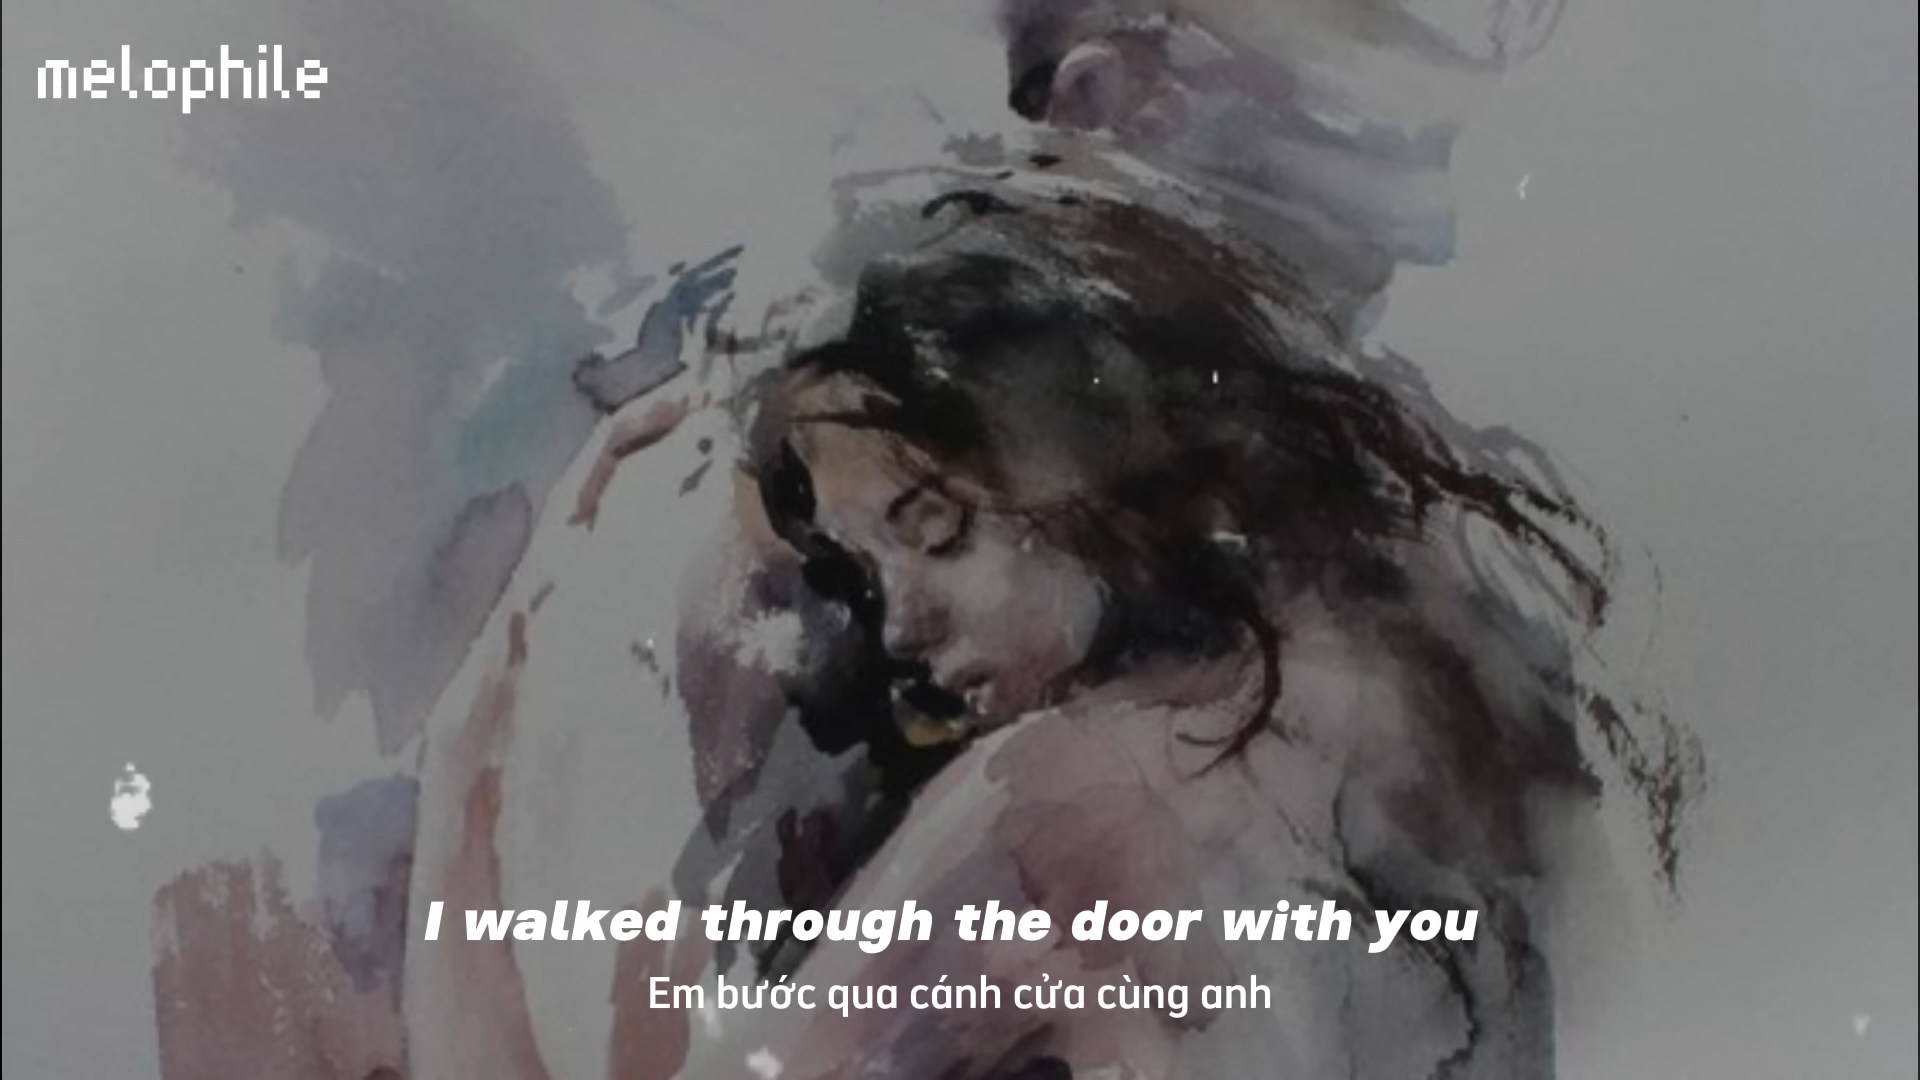 melophile
I walked through the door with you
Em bước qua cánh cửa cùng anh